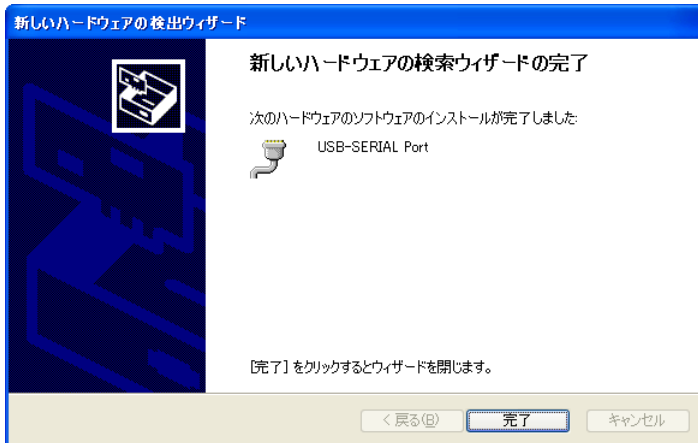 新しいハードウェアの検出ウィザード
新しいハードウェアの検索ウィザードの完了
次のハードウェアのソフトウェアのインストールが完了しました:
USB-SERIAL Port
[完了] をクリックするとウィザードを閉じます。
< 戻る(B)
完了
キャンセル